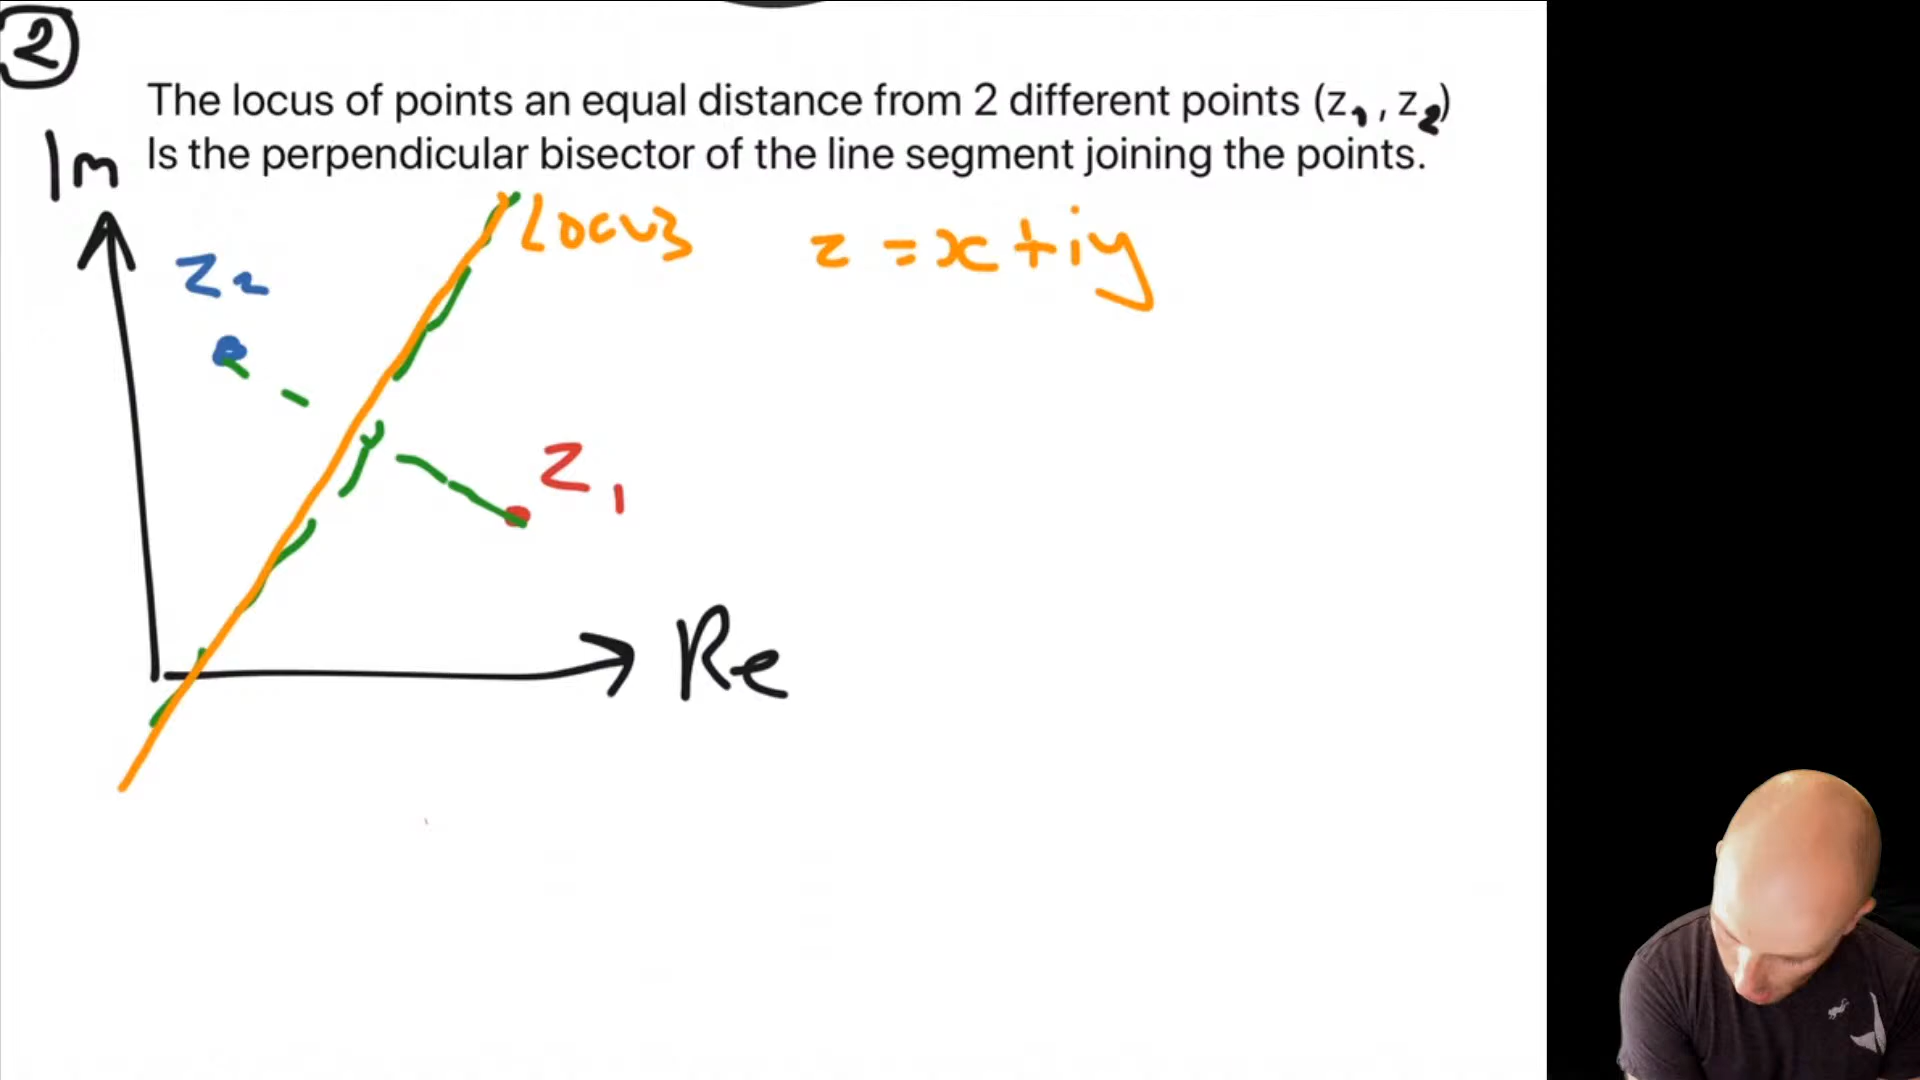 2
The locus of points an equal distance from 2 different points (z₁, z₂)
Is the perpendicular bisector of the line segment joining the points.
Im
Locus
z = x + iy
Z₂
Z₁
Re